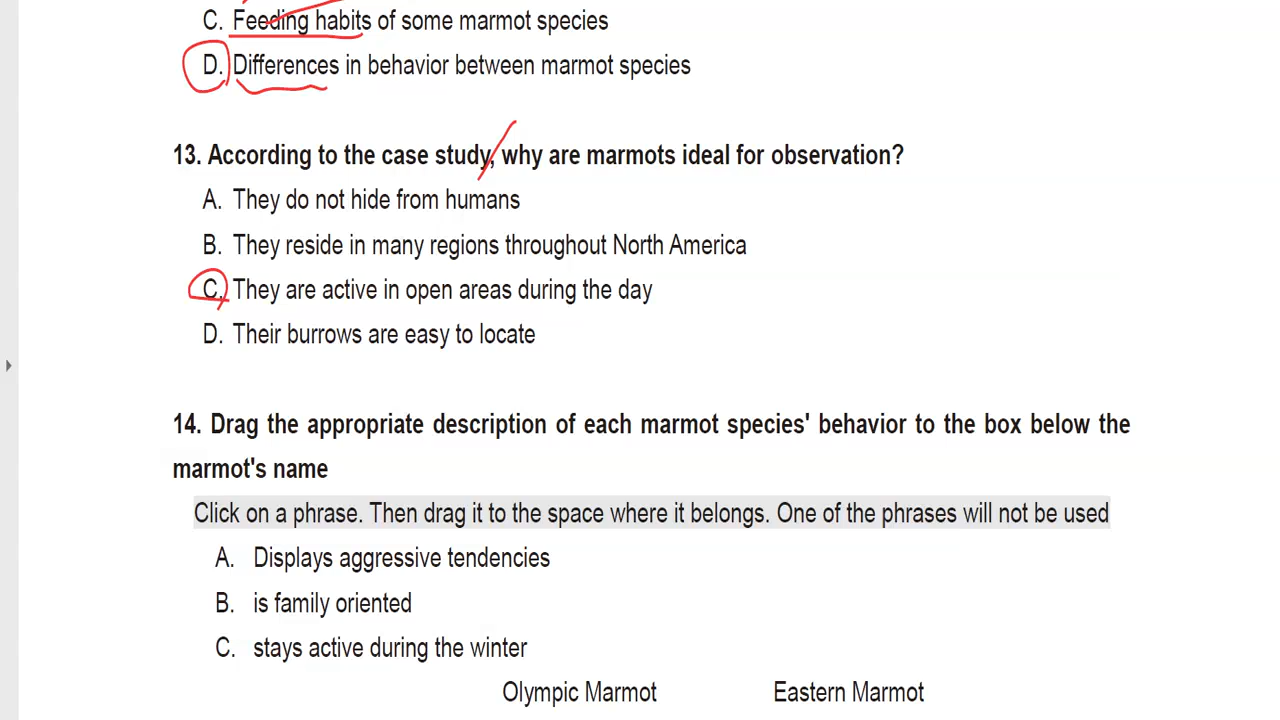 C. Feeding habits of some marmot species
D. Differences in behavior between marmot species
13. According to the case study, why are marmots ideal for observation?
A. They do not hide from humans
B. They reside in many regions throughout North America
C. They are active in open areas during the day
D. Their burrows are easy to locate
14. Drag the appropriate description of each marmot species' behavior to the box below the
marmot's name
Click on a phrase. Then drag it to the space where it belongs. One of the phrases will not be used
A. Displays aggressive tendencies
B. is family oriented
C. stays active during the winter
Olympic Marmot Eastern Marmot